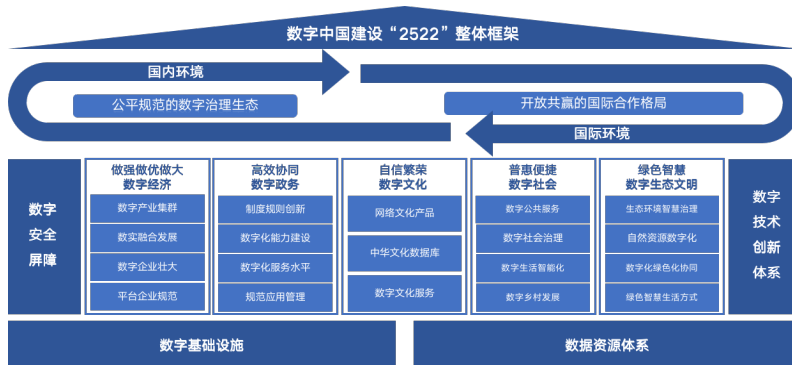 数字中国建设“2522”整体框架
国内环境
公平规范的数字治理生态
开放共赢的国际合作格局
国际环境
数字
安全
屏障
做强做优做大
数字经济
数字产业集群
数实融合发展
数字企业壮大
平台企业规范
高效协同
数字政务
制度规则创新
数字化能力建设
数字化服务水平
规范应用管理
自信繁荣
数字文化
网络文化产品
中华文化数据库
数字文化服务
普惠便捷
数字社会
数字公共服务
数字社会治理
数字生活智能化
数字乡村发展
绿色智慧
数字生态文明
生态环境智慧治理
自然资源数字化
数字化绿色化协同
绿色智慧生活方式
数字
技术
创新
体系
数字基础设施
数据资源体系